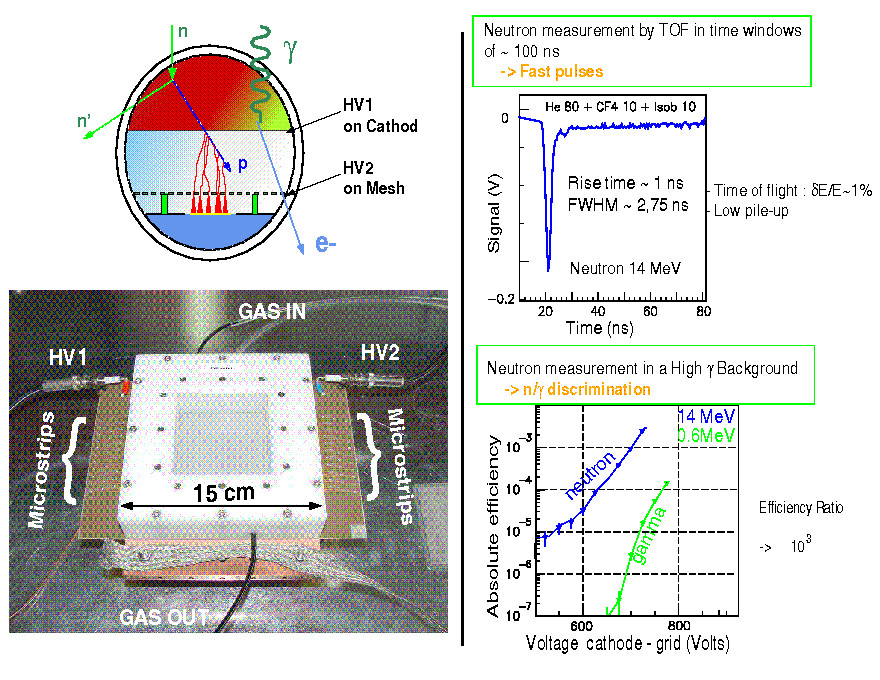 n
γ
n'
HV1
on Cathod
p
HV2
on Mesh
e-
GAS IN
HV1
HV2
Microstrips
Microstrips
15 cm
GAS OUT
Neutron measurement by TOF in time windows
of ~ 100 ns
-> Fast pulses
He 80 + CF4 10 + Isob 10
0
Rise time ~ 1 ns
FWHM ~ 2,75 ns
Neutron 14 MeV
Signal (V)
-0.2
20 40 60 80
Time (ns)
Time of flight : δE/E~1%
Low pile-up
Neutron measurement in a High γ Background
-> n/γ discrimination
14 MeV
0.6MeV
neutron
gamma
Absolute efficiency
10⁻³
10⁻⁴
10⁻⁵
10⁻⁶
10⁻⁷
600 800
Voltage cathode - grid (Volts)
Efficiency Ratio
-> 10³